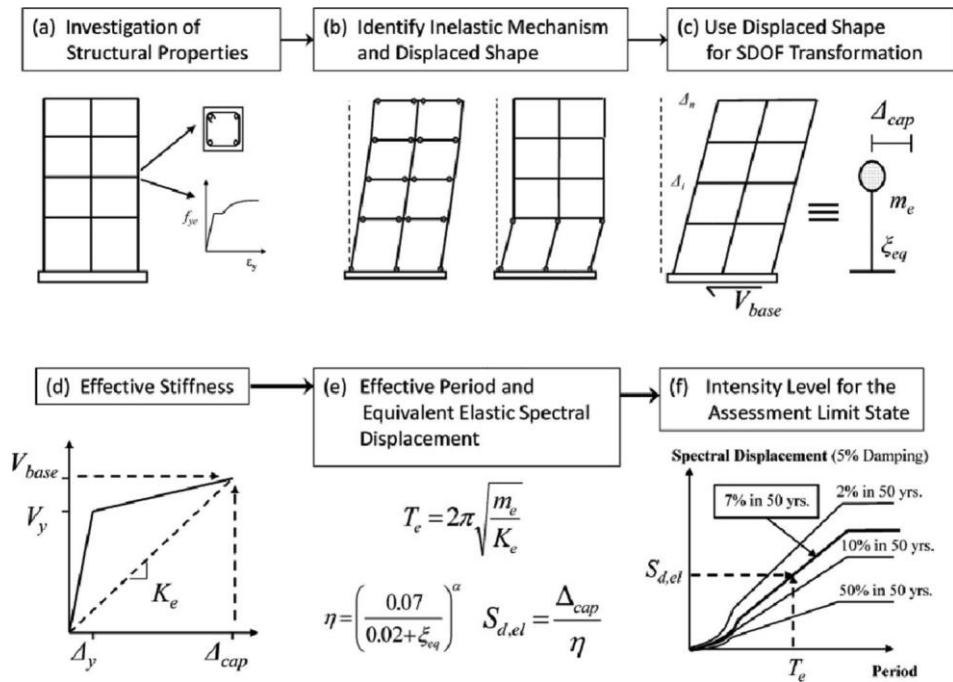 (a) Investigation of
Structural Properties
(b) Identify Inelastic Mechanism
and Displaced Shape
(c) Use Displaced Shape
for SDOF Transformation
f_ye
ε_y
Δ_n
Δ_i
Δ_cap
m_e
ξ_eq
V_base
(d) Effective Stiffness
(e) Effective Period and
Equivalent Elastic Spectral
Displacement
(f) Intensity Level for the
Assessment Limit State
V_base
V_y
K_e
Δ_y
Δ_cap
T_e = 2π√(m_e/K_e)
η = (0.07/(0.02+ξ_eq))^α
S_d,el = Δ_cap/η
Spectral Displacement (5% Damping)
7% in 50 yrs.
2% in 50 yrs.
10% in 50 yrs.
50% in 50 yrs.
S_d,el
T_e
Period